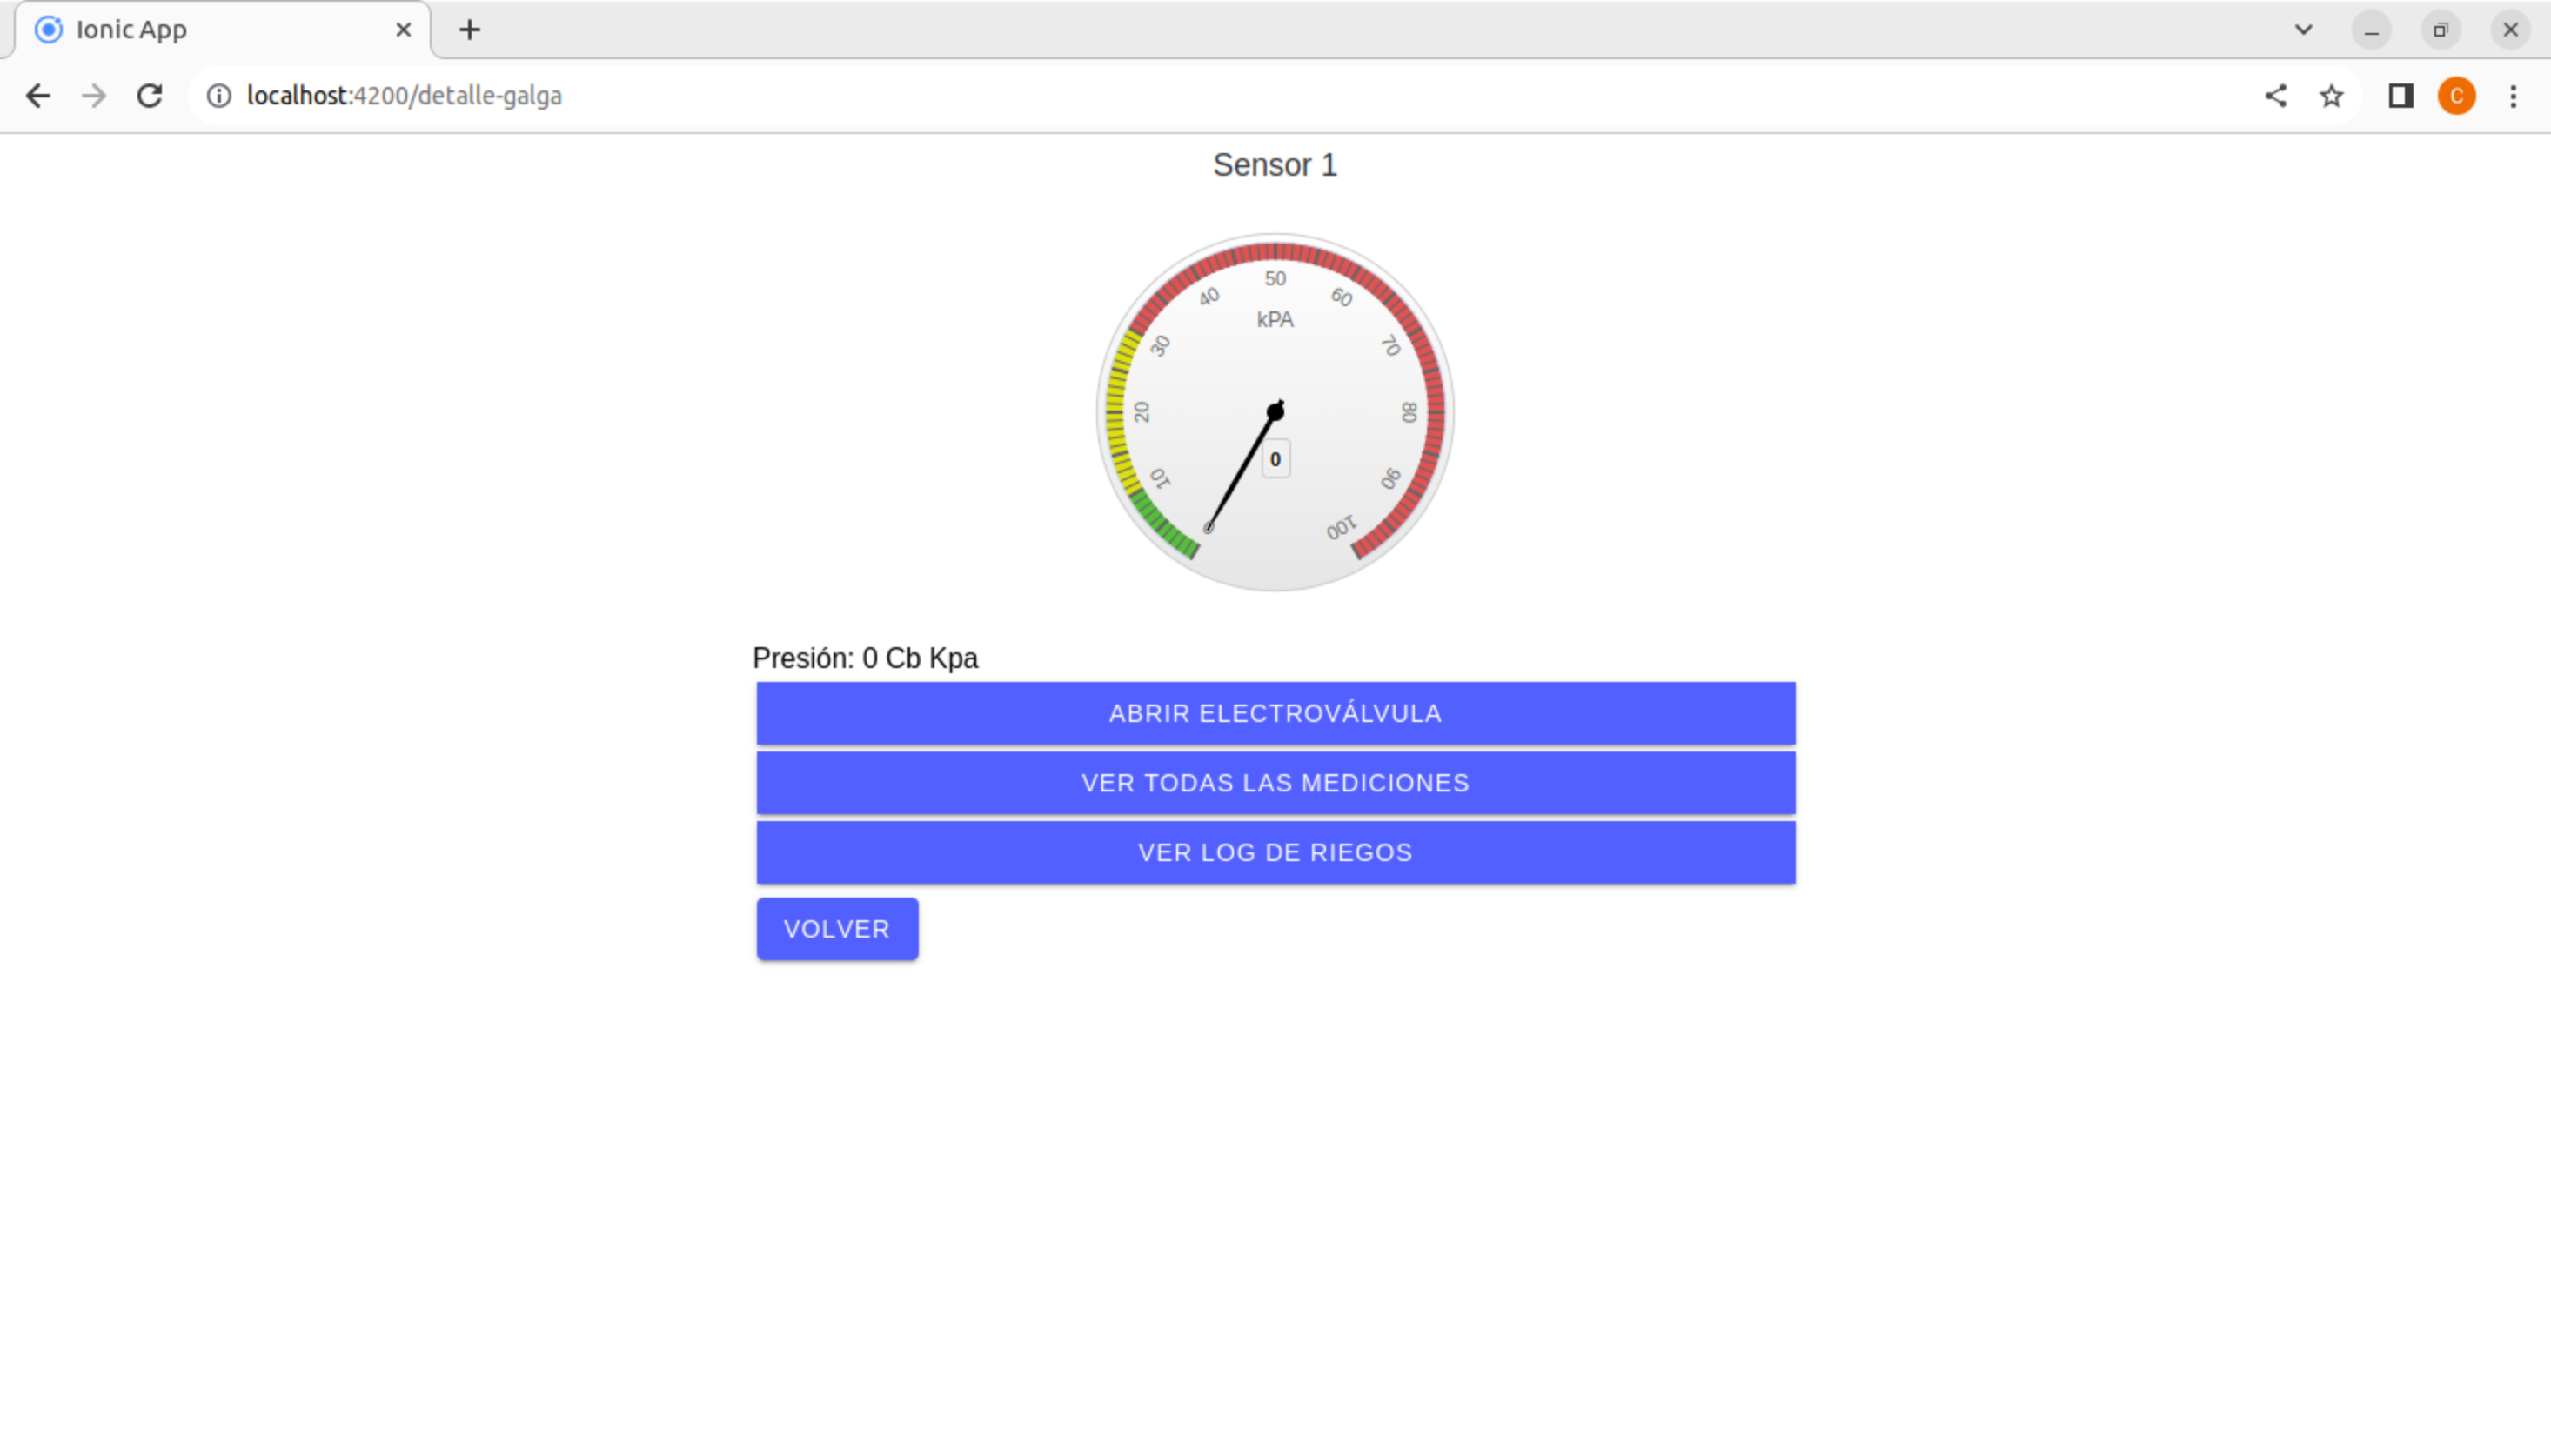 Ionic App
localhost:4200/detalle-galga
C
Sensor 1
50
40
60
kPA
30
70
20
80
0
10
90
0
100
Presión: 0 Cb Kpa
ABRIR ELECTROVÁLVULA
VER TODAS LAS MEDICIONES
VER LOG DE RIEGOS
VOLVER